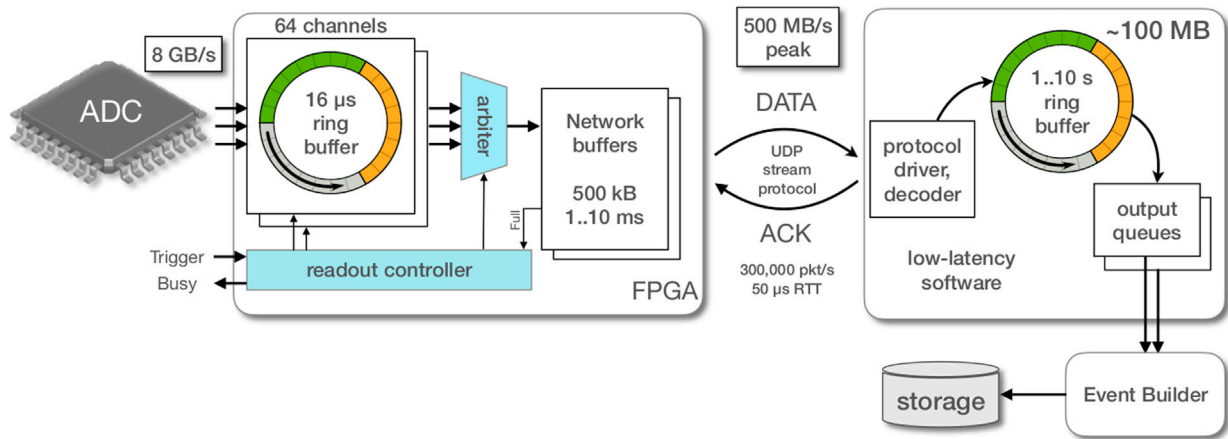 ADC
8 GB/s
64 channels
16 µs
ring
buffer
arbiter
Network
buffers
500 kB
1..10 ms
Full
Trigger
Busy
readout controller
FPGA
500 MB/s
peak
DATA
UDP
stream
protocol
ACK
300,000 pkt/s
50 µs RTT
~100 MB
1..10 s
ring
buffer
protocol
driver,
decoder
output
queues
low-latency
software
Event Builder
storage